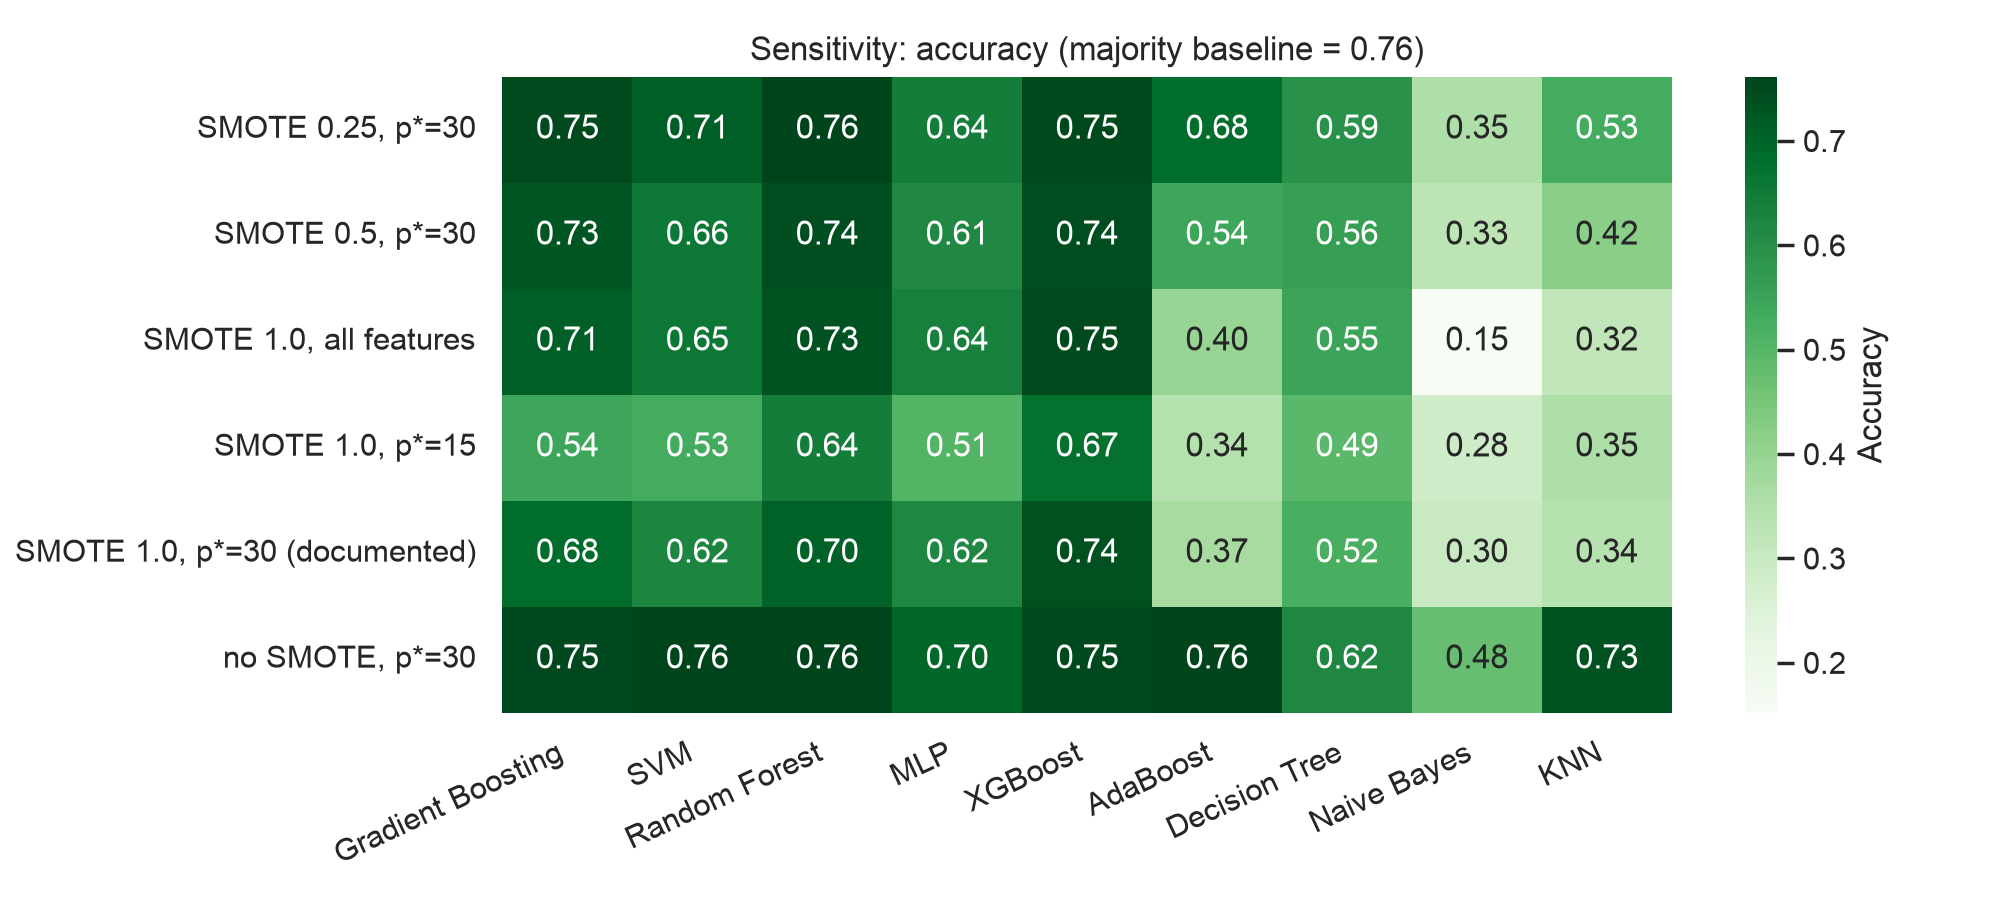 Sensitivity: accuracy (majority baseline = 0.76)
SMOTE 0.25, p*=30 0.75 0.71 0.76 0.64 0.75 0.68 0.59 0.35 0.53
SMOTE 0.5, p*=30 0.73 0.66 0.74 0.61 0.74 0.54 0.56 0.33 0.42
SMOTE 1.0, all features 0.71 0.65 0.73 0.64 0.75 0.40 0.55 0.15 0.32
SMOTE 1.0, p*=15 0.54 0.53 0.64 0.51 0.67 0.34 0.49 0.28 0.35
SMOTE 1.0, p*=30 (documented) 0.68 0.62 0.70 0.62 0.74 0.37 0.52 0.30 0.34
no SMOTE, p*=30 0.75 0.76 0.76 0.70 0.75 0.76 0.62 0.48 0.73
Gradient Boosting
SVM
Random Forest
MLP
XGBoost
AdaBoost
Decision Tree
Naive Bayes
KNN
0.7
0.6
0.5
0.4
0.3
0.2
Accuracy